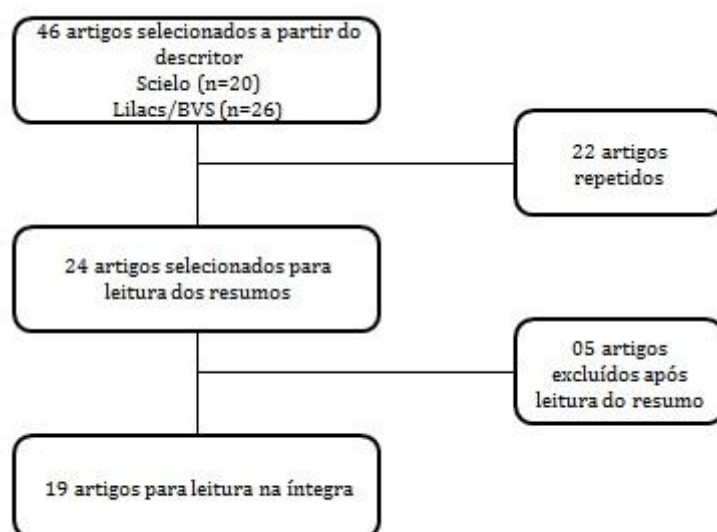 46 artigos selecionados a partir do
descritor
Scielo (n=20)
Lilacs/BVS (n=26)
22 artigos
repetidos
24 artigos selecionados para
leitura dos resumos
05 artigos
excluídos após
leitura do resumo
19 artigos para leitura na íntegra